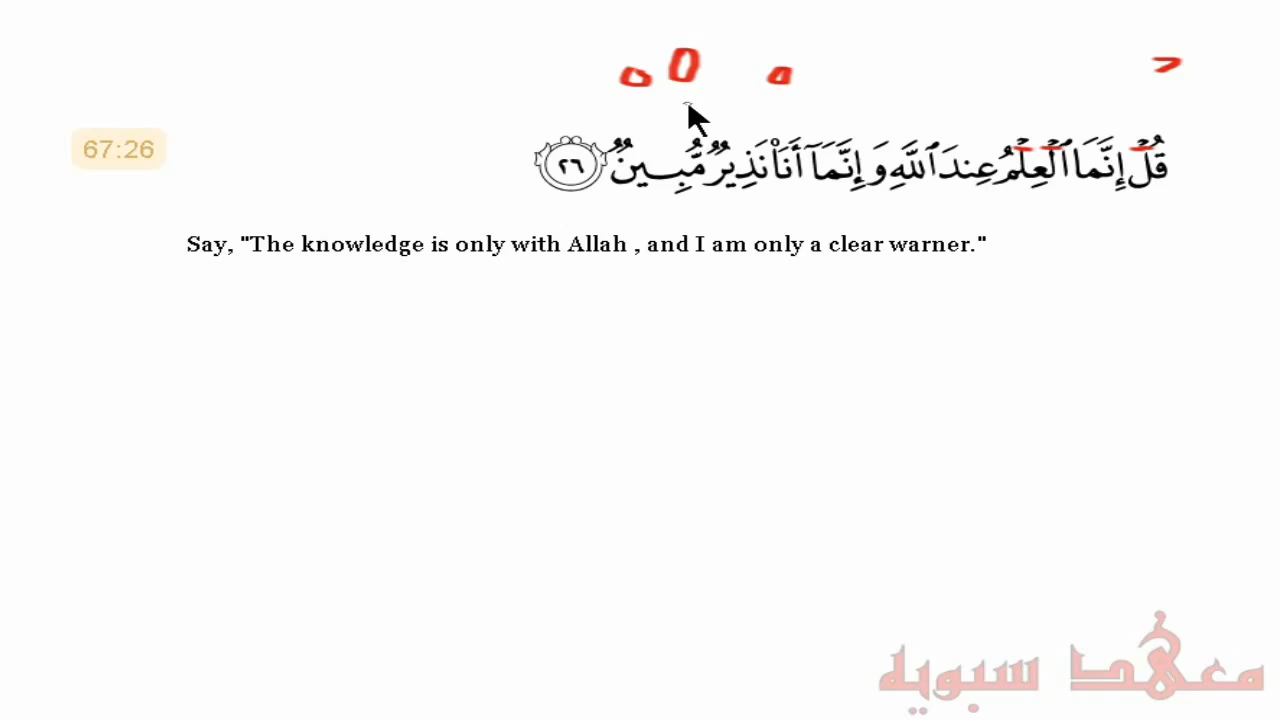 67:26
قُلۡ إِنَّمَا ٱلۡعِلۡمُ عِندَ ٱللَّهِ وَإِنَّمَآ أَنَا۠ نَذِيرٞ مُّبِينٞ ٢٦
Say, "The knowledge is only with Allah , and I am only a clear warner."
معهد سبويه